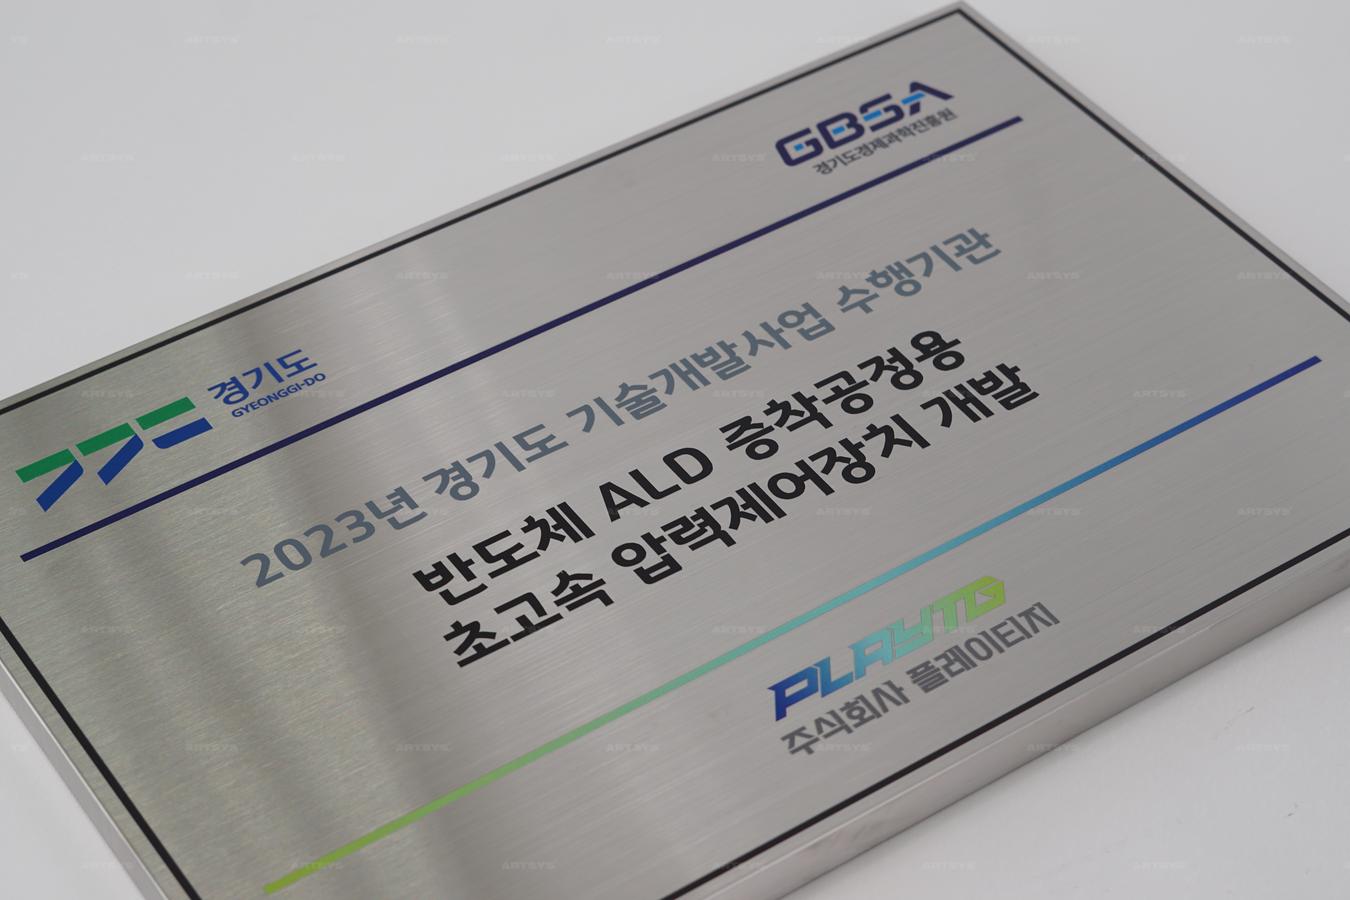 경기도
GYEONGGI-DO
GBSA
경기도경제과학진흥원
2023년 경기도 기술개발사업 수행기관
반도체 ALD 증착공정용
초고속 압력제어장치 개발
PLAYTG
주식회사 플레이티지
ARTSYS